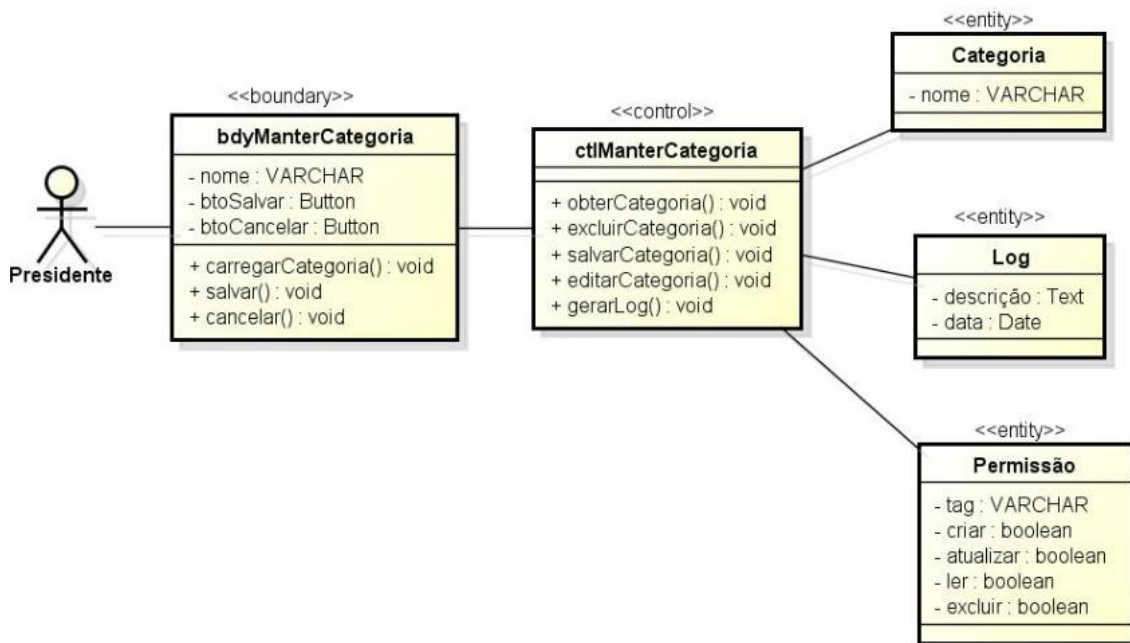 <<boundary>>
bdyManterCategoria
- nome : VARCHAR
- btoSalvar : Button
- btoCancelar : Button
+ carregarCategoria() : void
+ salvar() : void
+ cancelar() : void
Presidente
<<control>>
ctlManterCategoria
+ obterCategoria() : void
+ excluirCategoria() : void
+ salvarCategoria() : void
+ editarCategoria() : void
+ gerarLog() : void
<<entity>>
Categoria
- nome : VARCHAR
<<entity>>
Log
- descrição : Text
- data : Date
<<entity>>
Permissão
- tag : VARCHAR
- criar : boolean
- atualizar : boolean
- ler : boolean
- excluir : boolean